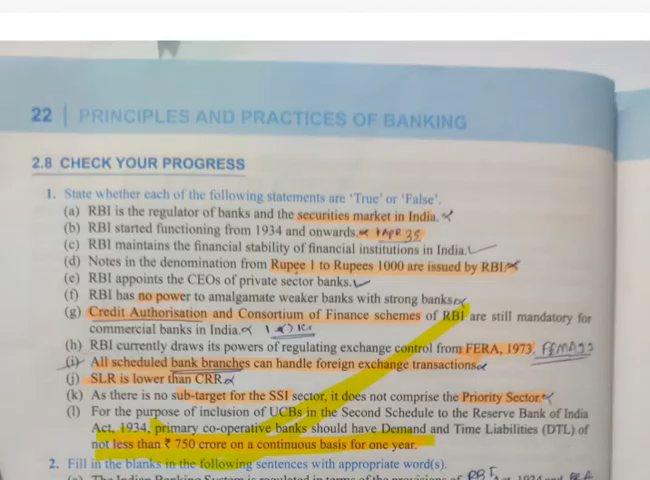 22 | PRINCIPLES AND PRACTICES OF BANKING
2.8 CHECK YOUR PROGRESS
1. State whether each of the following statements are 'True' or 'False'.
(a) RBI is the regulator of banks and the securities market in India.
(b) RBI started functioning from 1934 and onwards. 1 APR 35
(c) RBI maintains the financial stability of financial institutions in India.
(d) Notes in the denomination from Rupee 1 to Rupees 1000 are issued by RBI.
(e) RBI appoints the CEOs of private sector banks.
(f) RBI has no power to amalgamate weaker banks with strong banks
(g) Credit Authorisation and Consortium of Finance schemes of RBI are still mandatory for
commercial banks in India.
(h) RBI currently draws its powers of regulating exchange control from FERA, 1973.
(i) All scheduled bank branches can handle foreign exchange transactions
(j) SLR is lower than CRR
(k) As there is no sub-target for the SSI sector, it does not comprise the Priority Sector.
(l) For the purpose of inclusion of UCBs in the Second Schedule to the Reserve Bank of India
Act, 1934, primary co-operative banks should have Demand and Time Liabilities (DTL) of
not less than ₹ 750 crore on a continuous basis for one year.
2. Fill in the blanks in the following sentences with appropriate word(s).
RBI